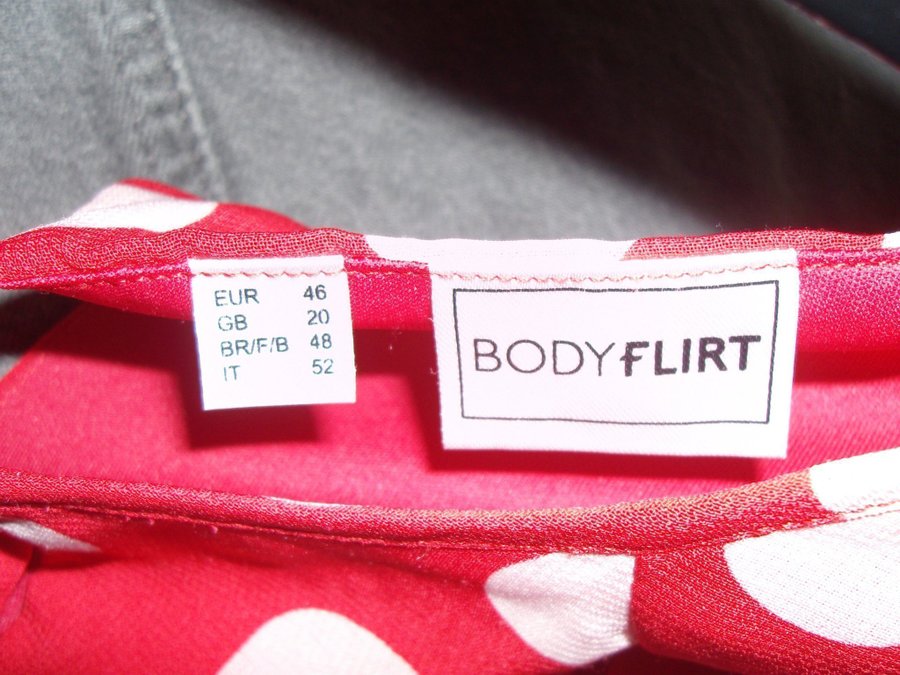 EUR 46
GB 20
BR/F/B 48
IT 52
BODYFLIRT